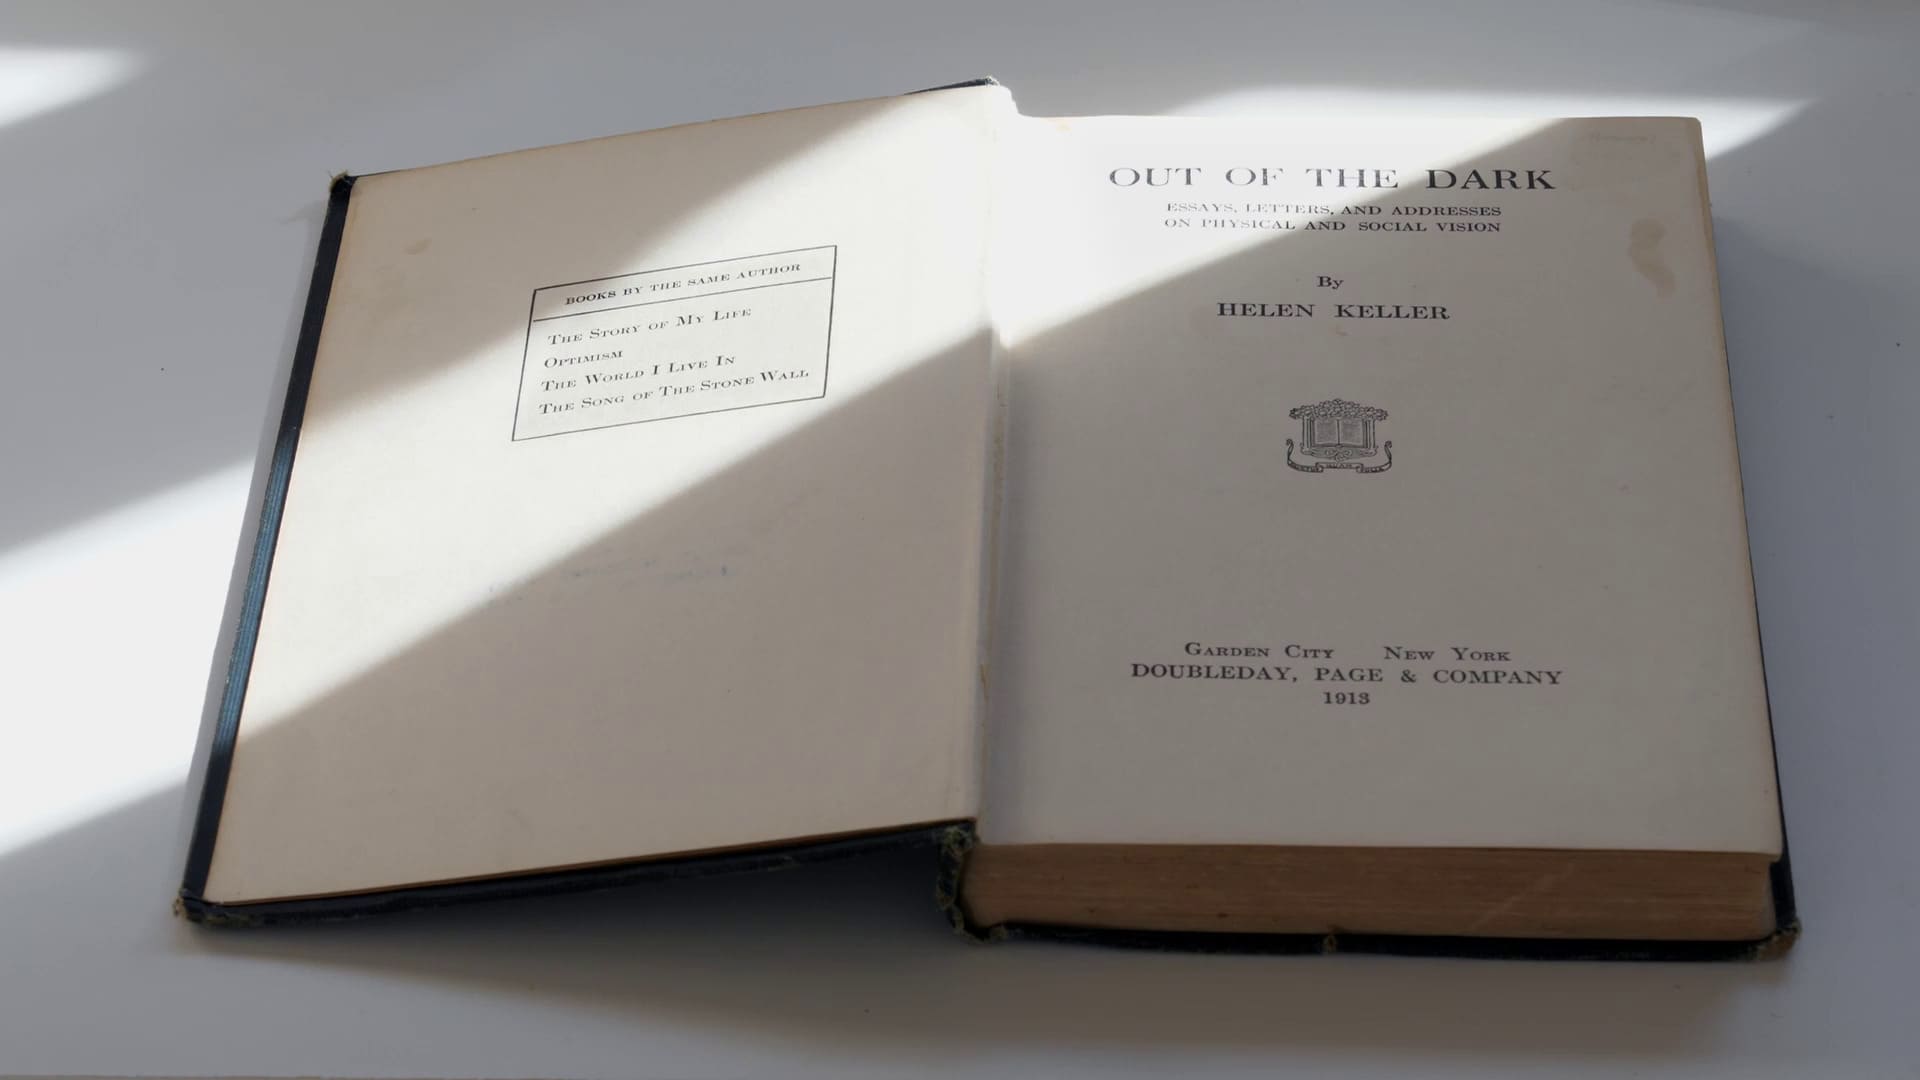 BOOKS BY THE SAME AUTHOR
THE STORY OF MY LIFE
OPTIMISM
THE WORLD I LIVE IN
THE SONG OF THE STONE WALL
OUT OF THE DARK
ESSAYS, LETTERS, AND ADDRESSES
ON PHYSICAL AND SOCIAL VISION
By
HELEN KELLER
GARDEN CITY NEW YORK
DOUBLEDAY, PAGE & COMPANY
1913